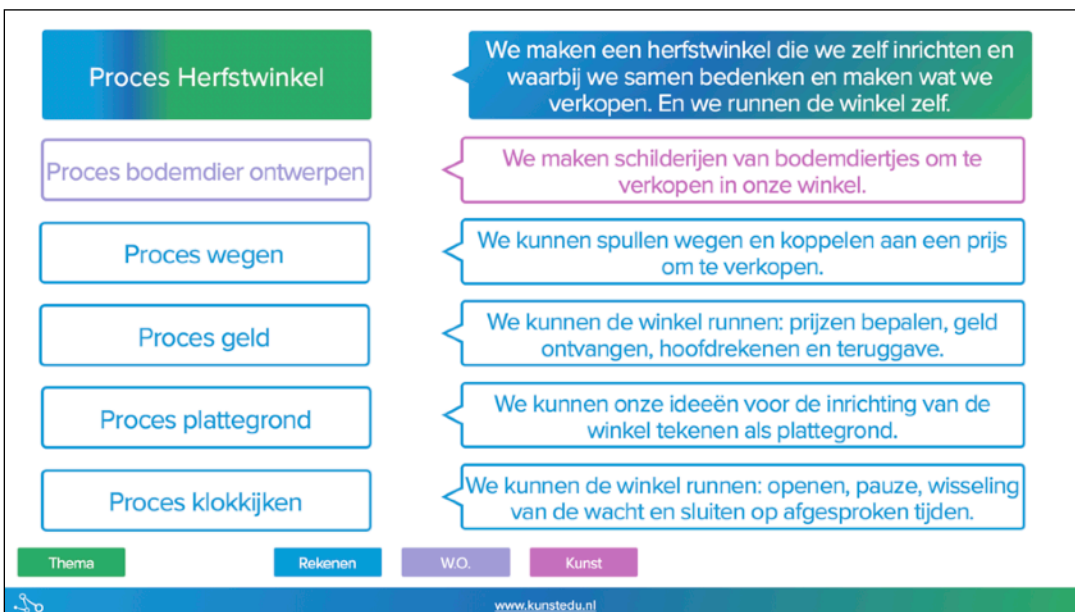 Proces Herfstwinkel
We maken een herfstwinkel die we zelf inrichten en
waarbij we samen bedenken en maken wat we
verkopen. En we runnen de winkel zelf.
Proces bodemdier ontwerpen
We maken schilderijen van bodemdiertjes om te
verkopen in onze winkel.
Proces wegen
We kunnen spullen wegen en koppelen aan een prijs
om te verkopen.
Proces geld
We kunnen de winkel runnen: prijzen bepalen, geld
ontvangen, hoofdrekenen en teruggave.
Proces plattegrond
We kunnen onze ideeën voor de inrichting van de
winkel tekenen als plattegrond.
Proces klokkijken
We kunnen de winkel runnen: openen, pauze, wisseling
van de wacht en sluiten op afgesproken tijden.
Thema
Rekenen
W.O.
Kunst
www.kunstedu.nl